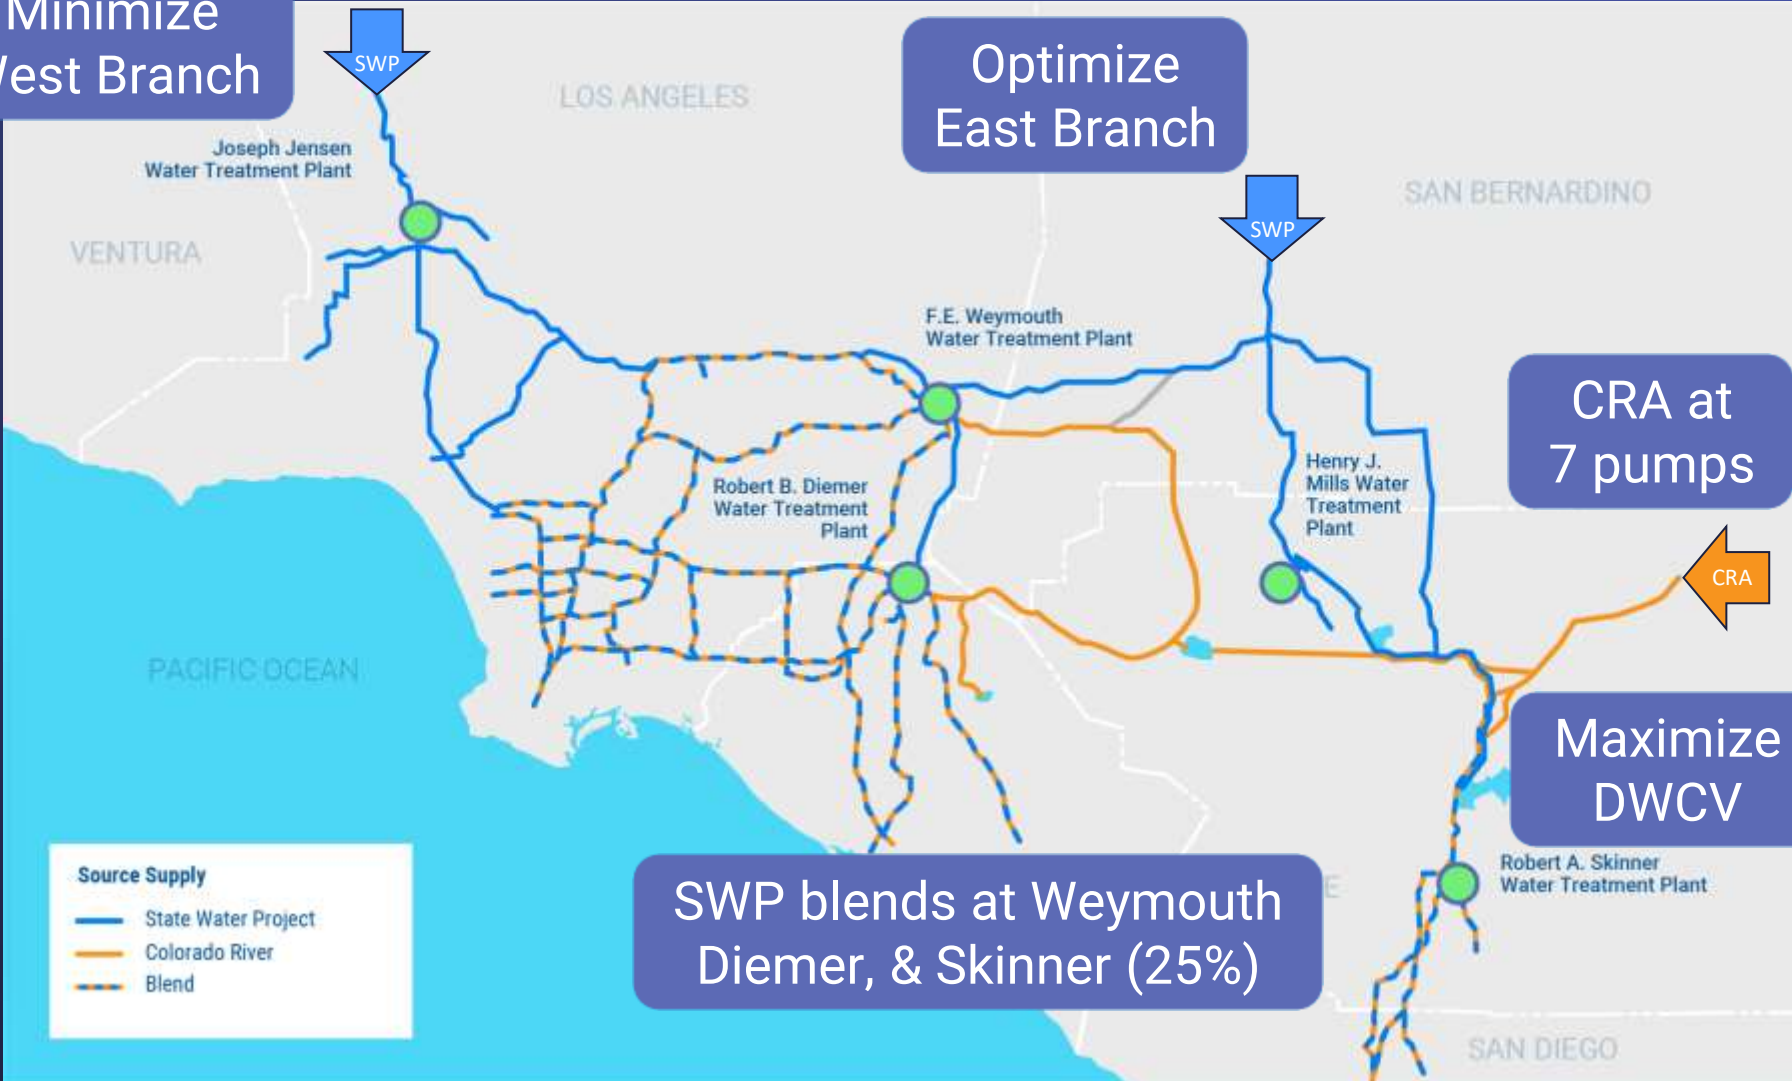 Minimize
West Branch
SWP
LOS ANGELES
Optimize
East Branch
Joseph Jensen
Water Treatment Plant
SAN BERNARDINO
SWP
VENTURA
F.E. Weymouth
Water Treatment Plant
CRA at
7 pumps
Henry J.
Mills Water
Treatment
Plant
Robert B. Diemer
Water Treatment
Plant
CRA
PACIFIC OCEAN
Maximize
DWCV
Robert A. Skinner
Water Treatment Plant
SWP blends at Weymouth
Diemer, & Skinner (25%)
Source Supply
State Water Project
Colorado River
Blend
SAN DIEGO